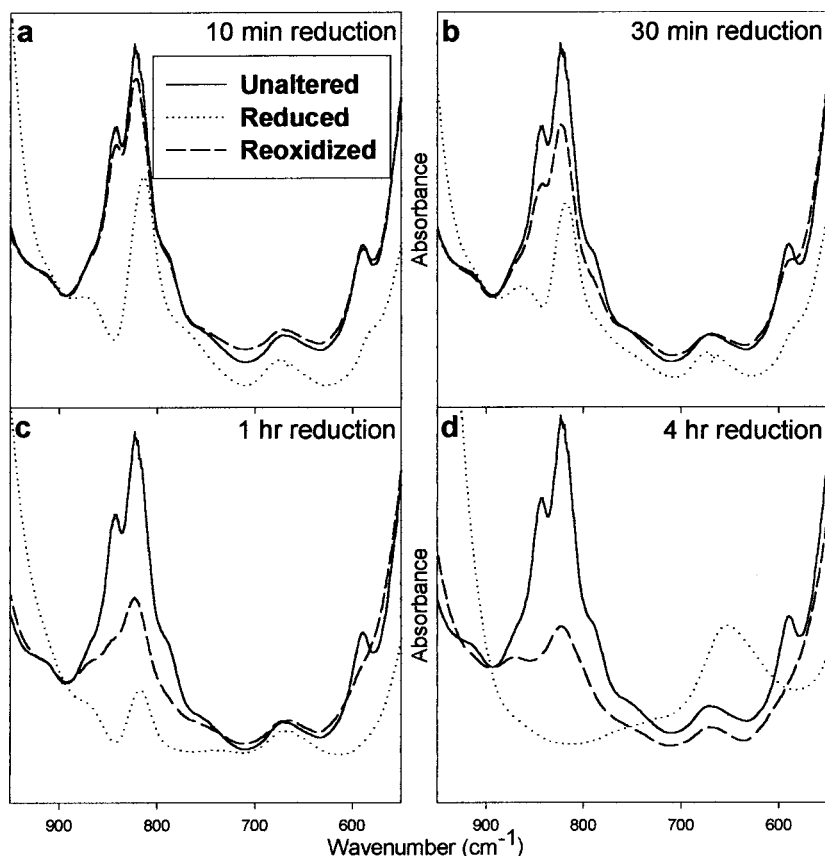 a 10 min reduction
Unaltered
Reduced
Reoxidized
b 30 min reduction
Absorbance
c 1 hr reduction
d 4 hr reduction
Absorbance
900 800 700 600
900 800 700 600
Wavenumber (cm⁻¹)